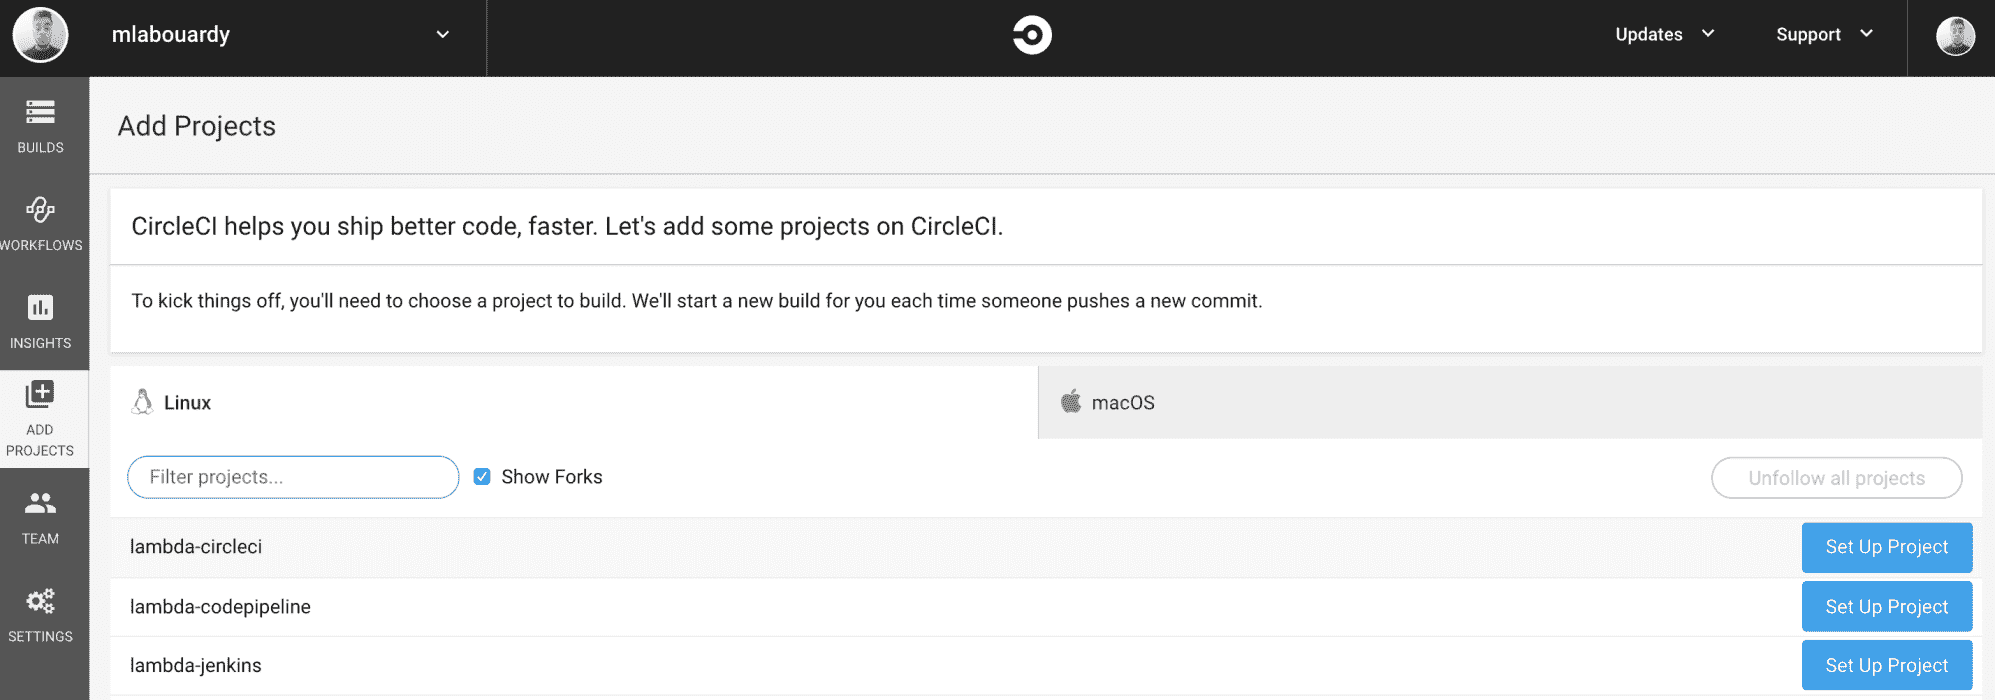 mlabouardy
Updates
Support
BUILDS
WORKFLOWS
INSIGHTS
ADD
PROJECTS
TEAM
SETTINGS
Add Projects
CircleCI helps you ship better code, faster. Let's add some projects on CircleCI.
To kick things off, you'll need to choose a project to build. We'll start a new build for you each time someone pushes a new commit.
Linux
macOS
Filter projects...
Show Forks
Unfollow all projects
lambda-circleci
Set Up Project
lambda-codepipeline
Set Up Project
lambda-jenkins
Set Up Project